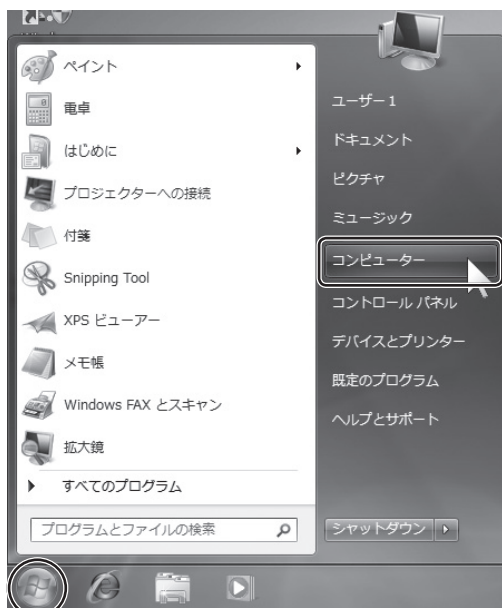 ペイント
電卓
はじめに
プロジェクターへの接続
付箋
Snipping Tool
XPS ビューアー
メモ帳
Windows FAX とスキャン
拡大鏡
すべてのプログラム
プログラムとファイルの検索
ユーザー1
ドキュメント
ピクチャ
ミュージック
コンピューター
コントロール パネル
デバイスとプリンター
既定のプログラム
ヘルプとサポート
シャットダウン